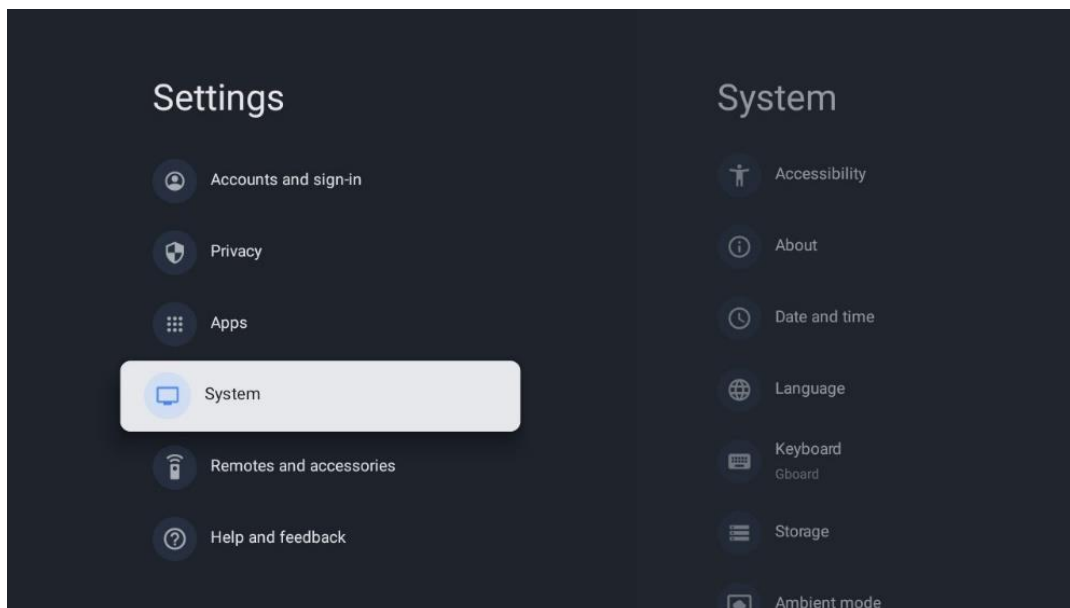 Settings
Accounts and sign-in
Privacy
Apps
System
Remotes and accessories
Help and feedback
System
Accessibility
About
Date and time
Language
Keyboard
Gboard
Storage
Ambient mode